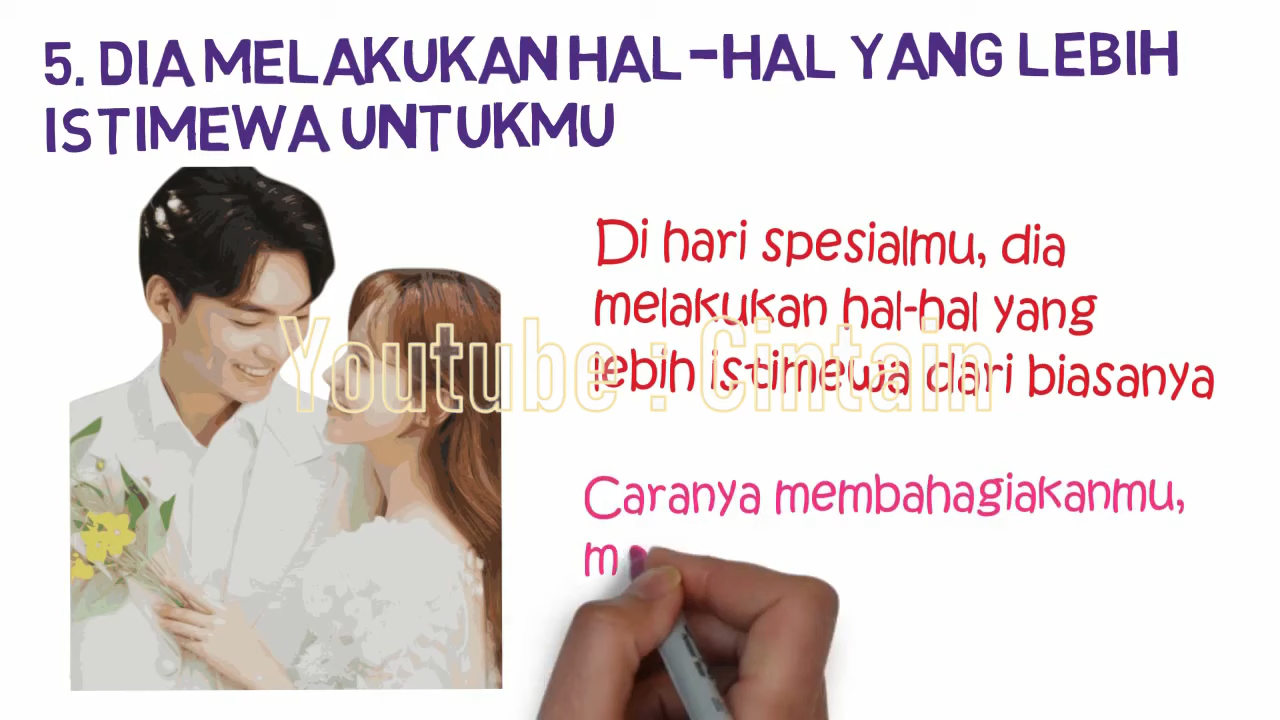 5. DIA MELAKUKAN HAL-HAL YANG LEBIH
ISTIMEWA UNTUKMU
Di hari spesialmu, dia
melakukan hal-hal yang
lebih istimewa dari biasanya
Youtube : Cintain
Caranya membahagiakanmu,